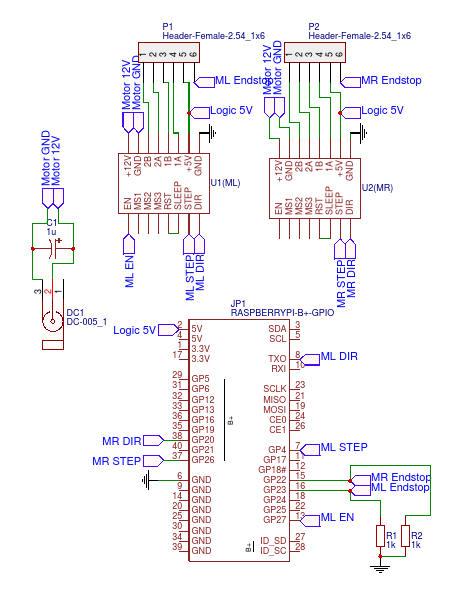 P1
Header-Female-2.54_1x6
1 2 3 4 5 6
P2
Header-Female-2.54_1x6
1 2 3 4 5 6
Motor 12V
Motor GND
ML Endstop
Logic 5V
Motor 12V
Motor GND
MR Endstop
Logic 5V
+12V GND 2B 2A 1B 1A +5V GND
U1(ML)
EN MS1 MS2 MS3 RST SLEEP STEP DIR
+12V GND 2B 2A 1B 1A +5V GND
U2(MR)
EN MS1 MS2 MS3 RST SLEEP STEP DIR
Motor GND
Motor 12V
C1
1u
3 2 1
DC1
DC-005_1
ML EN
ML STEP
ML DIR
MR STEP
MR DIR
JP1
RASPBERRYPI-B+-GPIO
Logic 5V
2 5V SDA 3
4 5V SCL 5
1 3.3V
17 3.3V TXO 8 ML DIR
RXI 10
29 GP5
31 GP6 SCLK 23
32 GP12 MISO 21
33 GP13 MOSI 19
36 GP16 CE0 24
35 GP19 CE1 26
B+
MR DIR 38 GP20
40 GP21 GP4 7 ML STEP
MR STEP 37 GP26 GP17 11
GP18# 12
6 GND GP22 15 MR Endstop
9 GND GP23 16 ML Endstop
14 GND GP24 18
20 GND GP25 22
25 GND GP27 13 ML EN
30 GND
34 GND ID_SD 27
39 GND B+ ID_SC 28
R1
1k
R2
1k